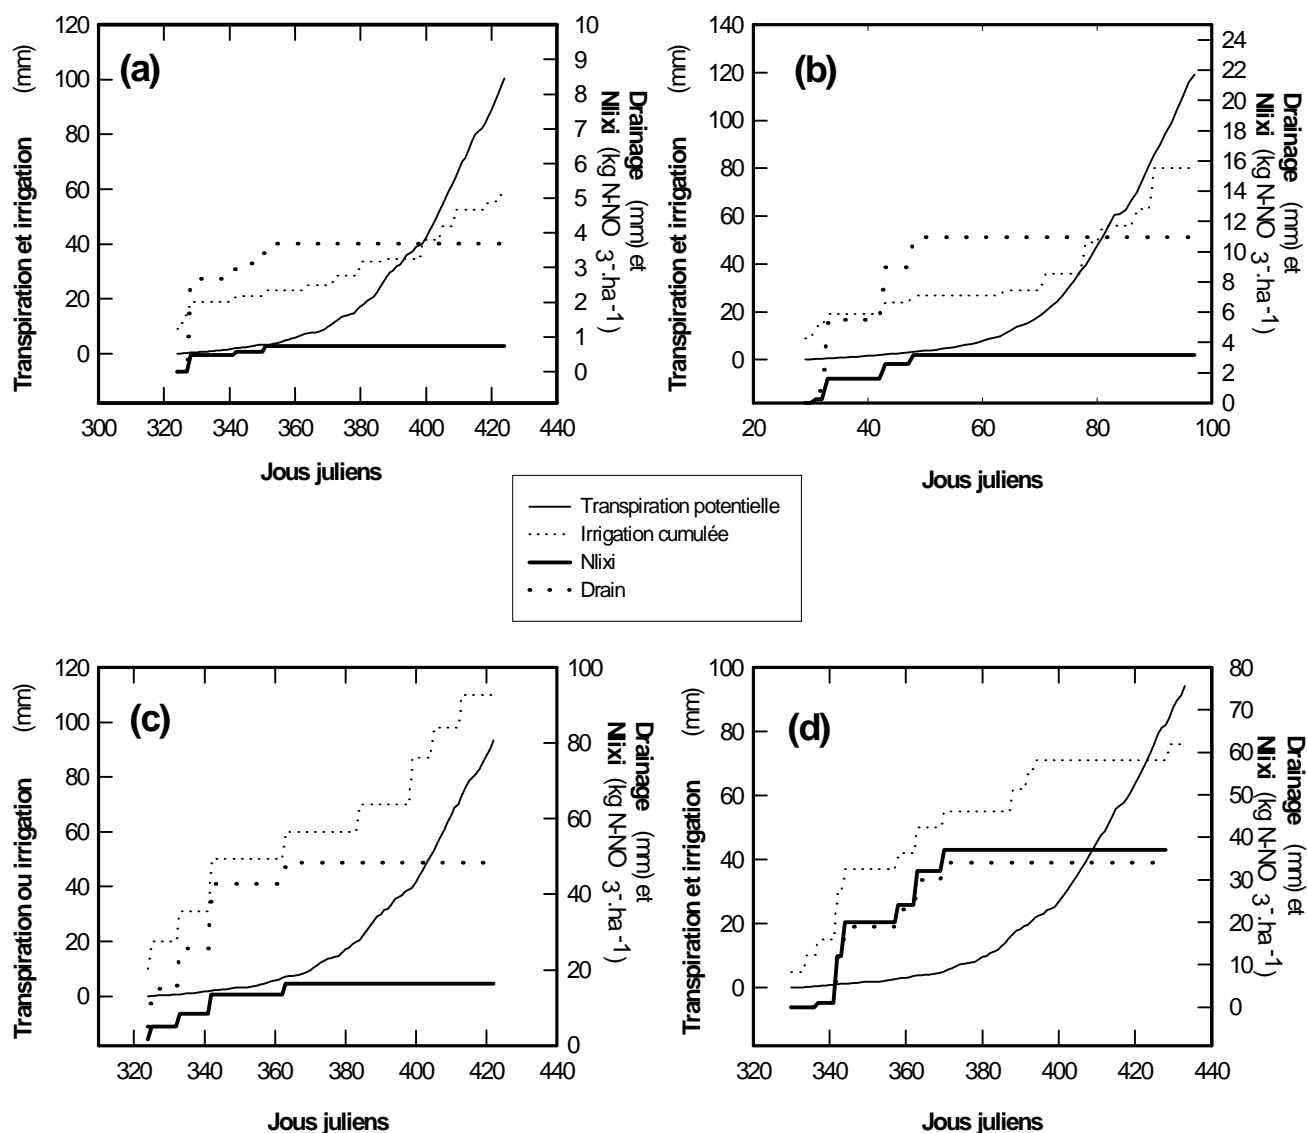 (a)
Transpiration et irrigation (mm)
120
100
80
60
40
20
0
10
9
8
7
6
5
4
3
2
1
0
Drainage (mm) et
Nlixi (kg N-NO3-.ha-1)
300 320 340 360 380 400 420 440
Jous juliens
(b)
Transpiration et irrigation (mm)
140
120
100
80
60
40
20
0
24
22
20
18
16
14
12
10
8
6
4
2
0
Drainage (mm) et
Nlixi (kg N-NO3-.ha-1)
20 40 60 80 100
Jous juliens
Transpiration potentielle
Irrigation cumulée
Nlixi
Drain
(c)
Transpiration ou irrigation (mm)
120
100
80
60
40
20
0
100
80
60
40
20
0
Drainage (mm) et
Nlixi (kg N-NO3-.ha-1)
320 340 360 380 400 420 440
Jous juliens
(d)
Transpiration et irrigation (mm)
100
80
60
40
20
0
80
70
60
50
40
30
20
10
0
Drainage (mm) et
Nlixi (kg N-NO3-.ha-1)
320 340 360 380 400 420 440
Jous juliens